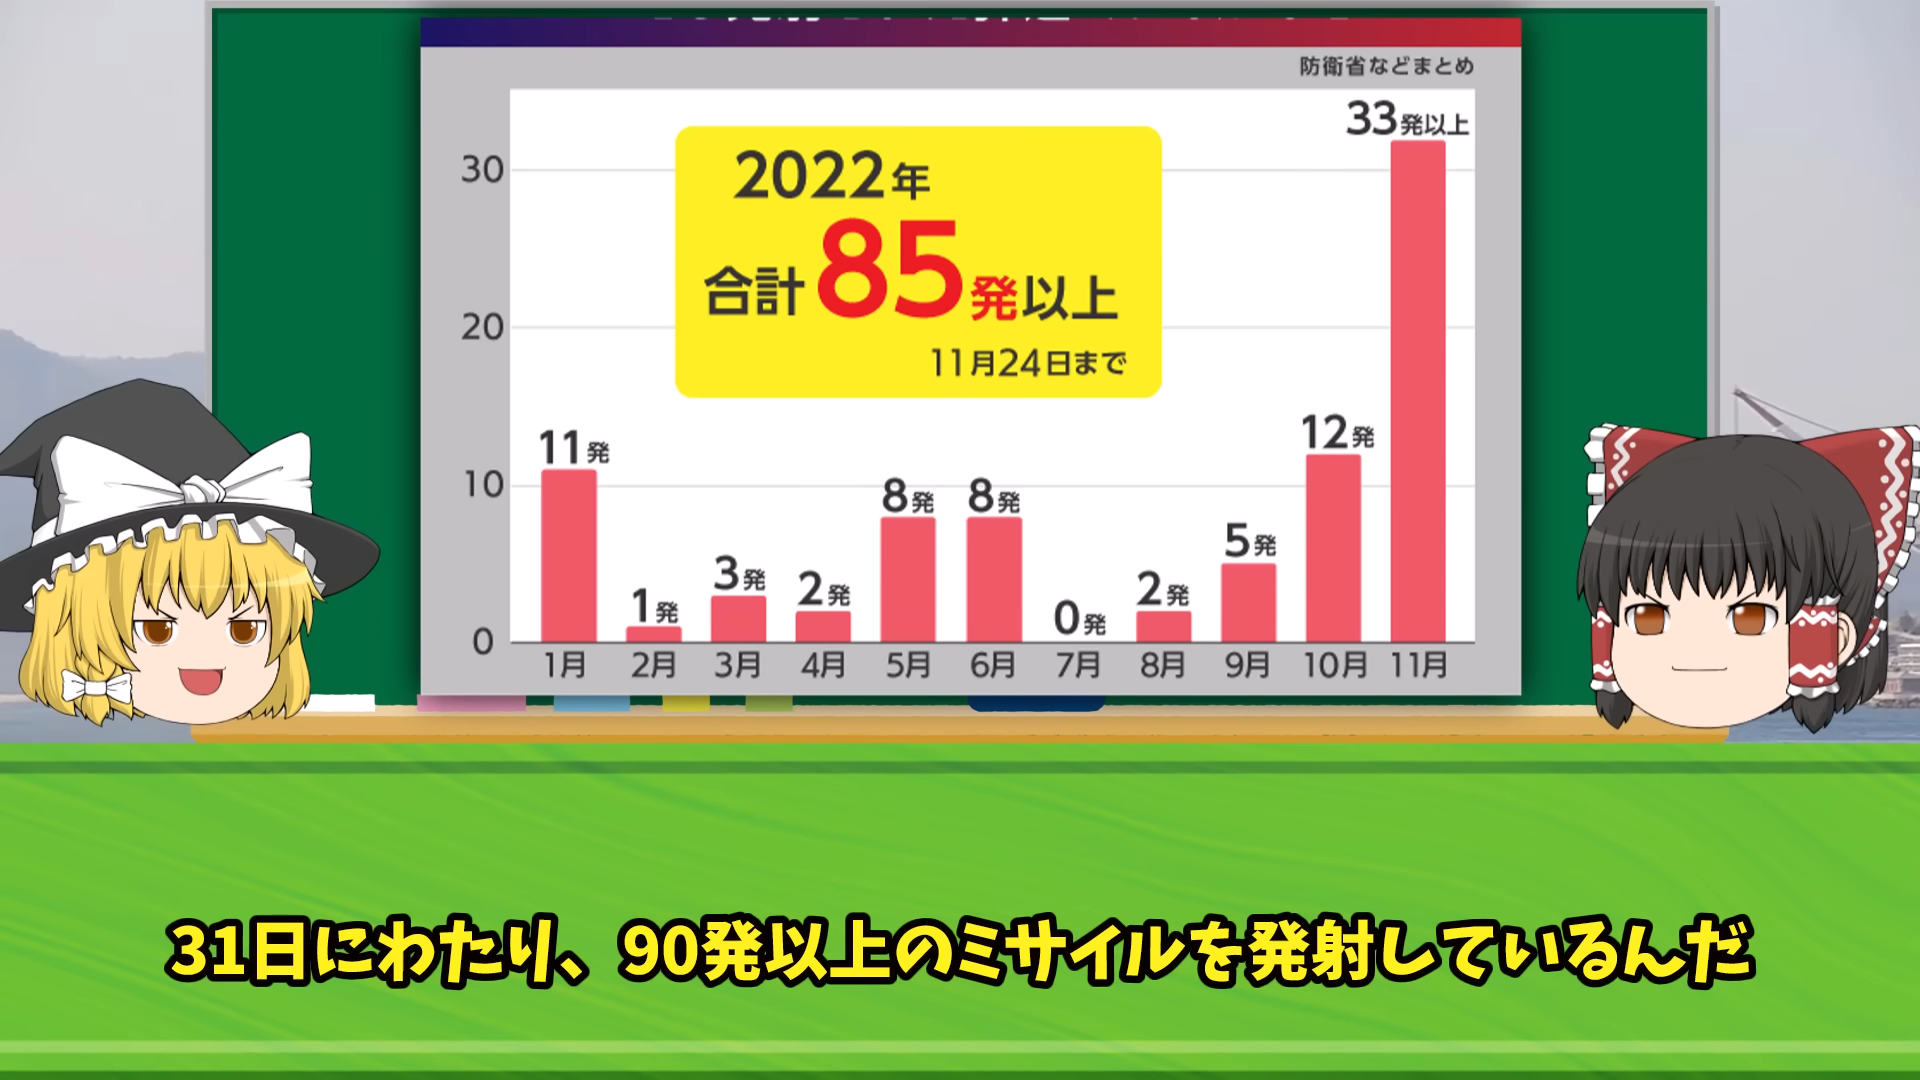 防衛省などまとめ
33発以上
30
2022年
合計85発以上
11月24日まで
20
10
0
11発
1発
3発
2発
8発
8発
0発
2発
5発
12発
1月 2月 3月 4月 5月 6月 7月 8月 9月 10月 11月
31日にわたり、90発以上のミサイルを発射しているんだ